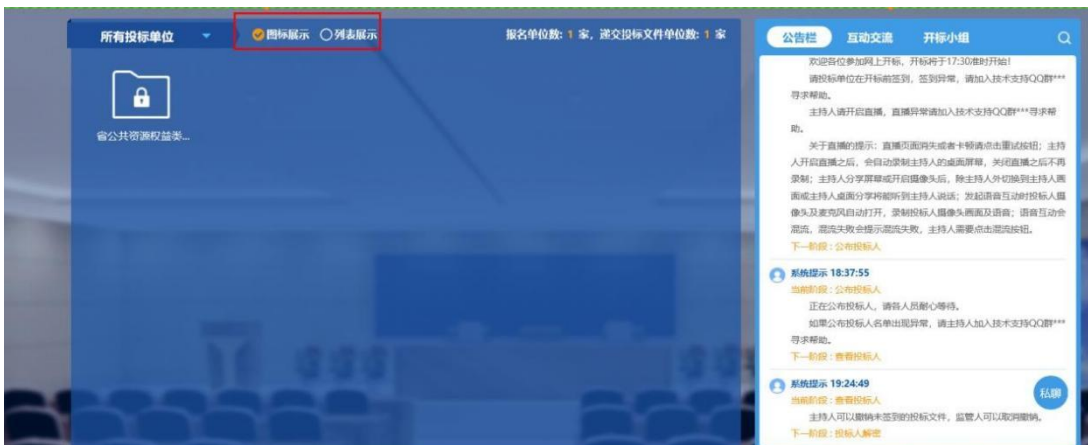 所有投标单位
图标展示 列表展示
报名单位数: 1 家, 递交投标文件单位数: 1 家
省公共资源权益类...
公告栏 互动交流 开标小组
欢迎各位参加网上开标, 开标将于17:30准时开始!
请投标单位在开标前签到, 签到异常, 请加入技术支持QQ群***
寻求帮助。
主持人请开启直播, 直播异常请加入技术支持QQ群***寻求帮
助。
关于直播的提示: 直播页面消失或者卡顿请点击重试按钮; 主持
人开启直播之后, 会自动录制主持人的桌面屏幕, 关闭直播之后不再
录制; 主持人分享屏幕或开启摄像头后, 除主持人外切换到主持人画
面或主持人桌面分享将能听到主持人说话; 发起语音互动时投标人摄
像头及麦克风自动打开, 录制投标人摄像头画面及语音; 语音互动会
混流, 混流失败会提示混流失败, 主持人需要点击混流按钮。
下一阶段 : 公布投标人
系统提示 18:37:55
当前阶段 : 公布投标人
正在公布投标人, 请各人员耐心等待。
如果公布投标人名单出现异常, 请主持人加入技术支持QQ群***
寻求帮助。
下一阶段 : 查看投标人
系统提示 19:24:49
当前阶段 : 查看投标人
主持人可以撤销未签到的投标文件, 监管人可以取消撤销。
下一阶段 : 投标人解密
私聊